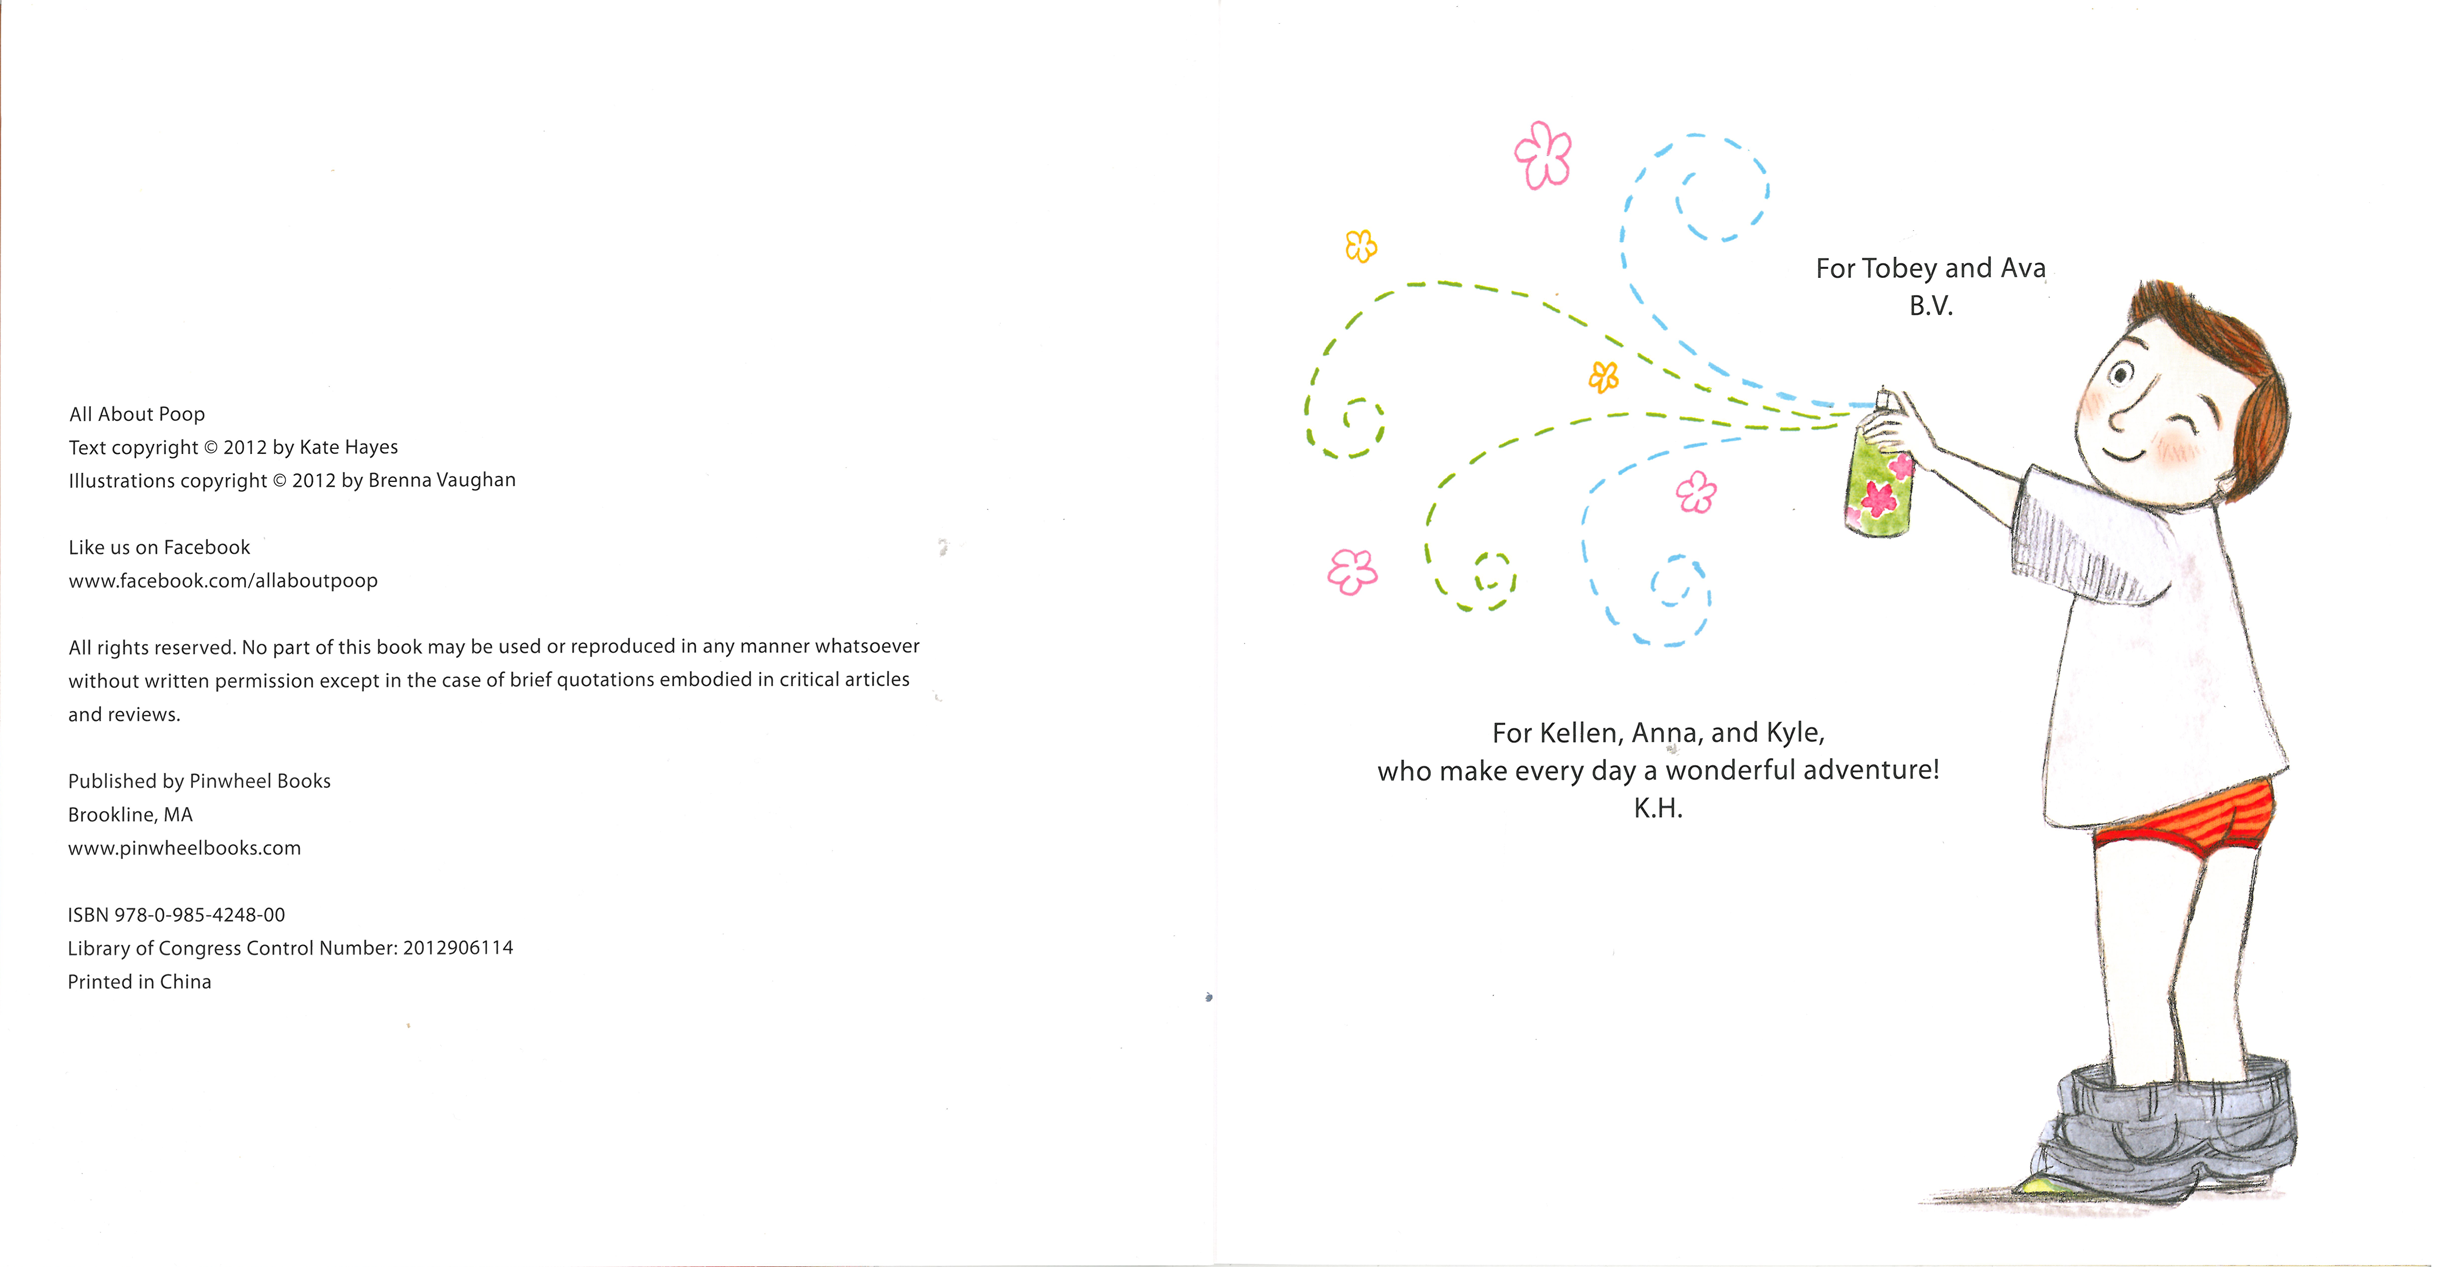 All About Poop
Text copyright © 2012 by Kate Hayes
Illustrations copyright © 2012 by Brenna Vaughan
Like us on Facebook
www.facebook.com/allaboutpoop
All rights reserved. No part of this book may be used or reproduced in any manner whatsoever
without written permission except in the case of brief quotations embodied in critical articles
and reviews.
Published by Pinwheel Books
Brookline, MA
www.pinwheelbooks.com
ISBN 978-0-985-4248-00
Library of Congress Control Number: 2012906114
Printed in China
For Tobey and Ava
B.V.
For Kellen, Anna, and Kyle,
who make every day a wonderful adventure!
K.H.